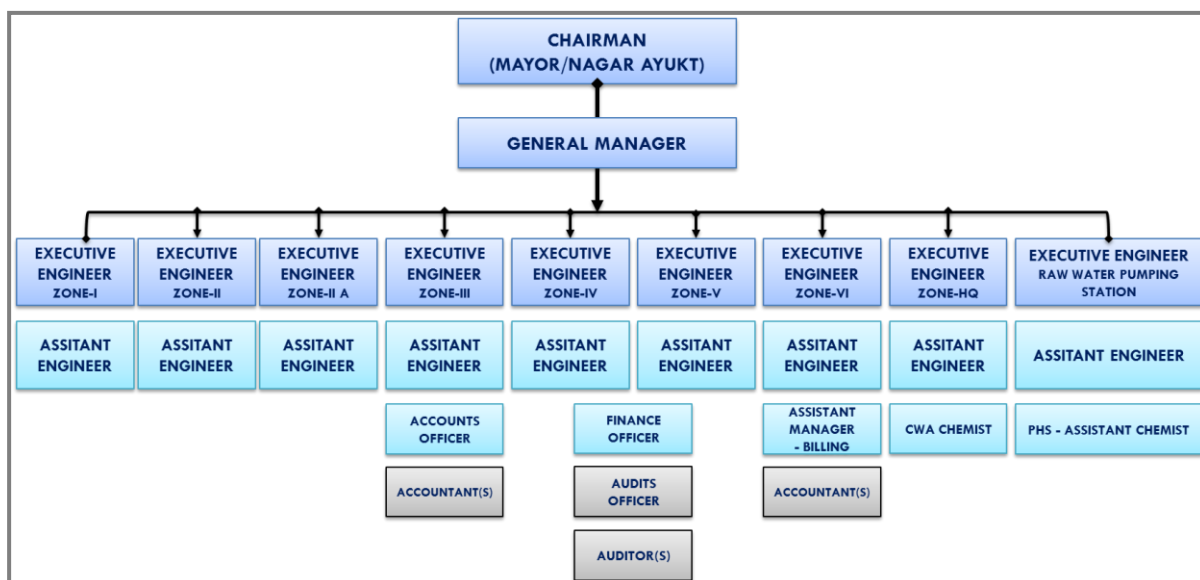 CHAIRMAN
(MAYOR/NAGAR AYUKT)
GENERAL MANAGER
EXECUTIVE
ENGINEER
ZONE-I
EXECUTIVE
ENGINEER
ZONE-II
EXECUTIVE
ENGINEER
ZONE-II A
EXECUTIVE
ENGINEER
ZONE-III
EXECUTIVE
ENGINEER
ZONE-IV
EXECUTIVE
ENGINEER
ZONE-V
EXECUTIVE
ENGINEER
ZONE-VI
EXECUTIVE
ENGINEER
ZONE-HQ
EXECUTIVE ENGINEER
RAW WATER PUMPING
STATION
ASSITANT
ENGINEER
ASSITANT
ENGINEER
ASSITANT
ENGINEER
ASSITANT
ENGINEER
ASSITANT
ENGINEER
ASSITANT
ENGINEER
ASSITANT
ENGINEER
ASSITANT
ENGINEER
ASSITANT ENGINEER
ACCOUNTS
OFFICER
FINANCE
OFFICER
ASSISTANT
MANAGER
- BILLING
CWA CHEMIST
PHS - ASSISTANT CHEMIST
ACCOUNTANT(S)
AUDITS
OFFICER
ACCOUNTANT(S)
AUDITOR(S)